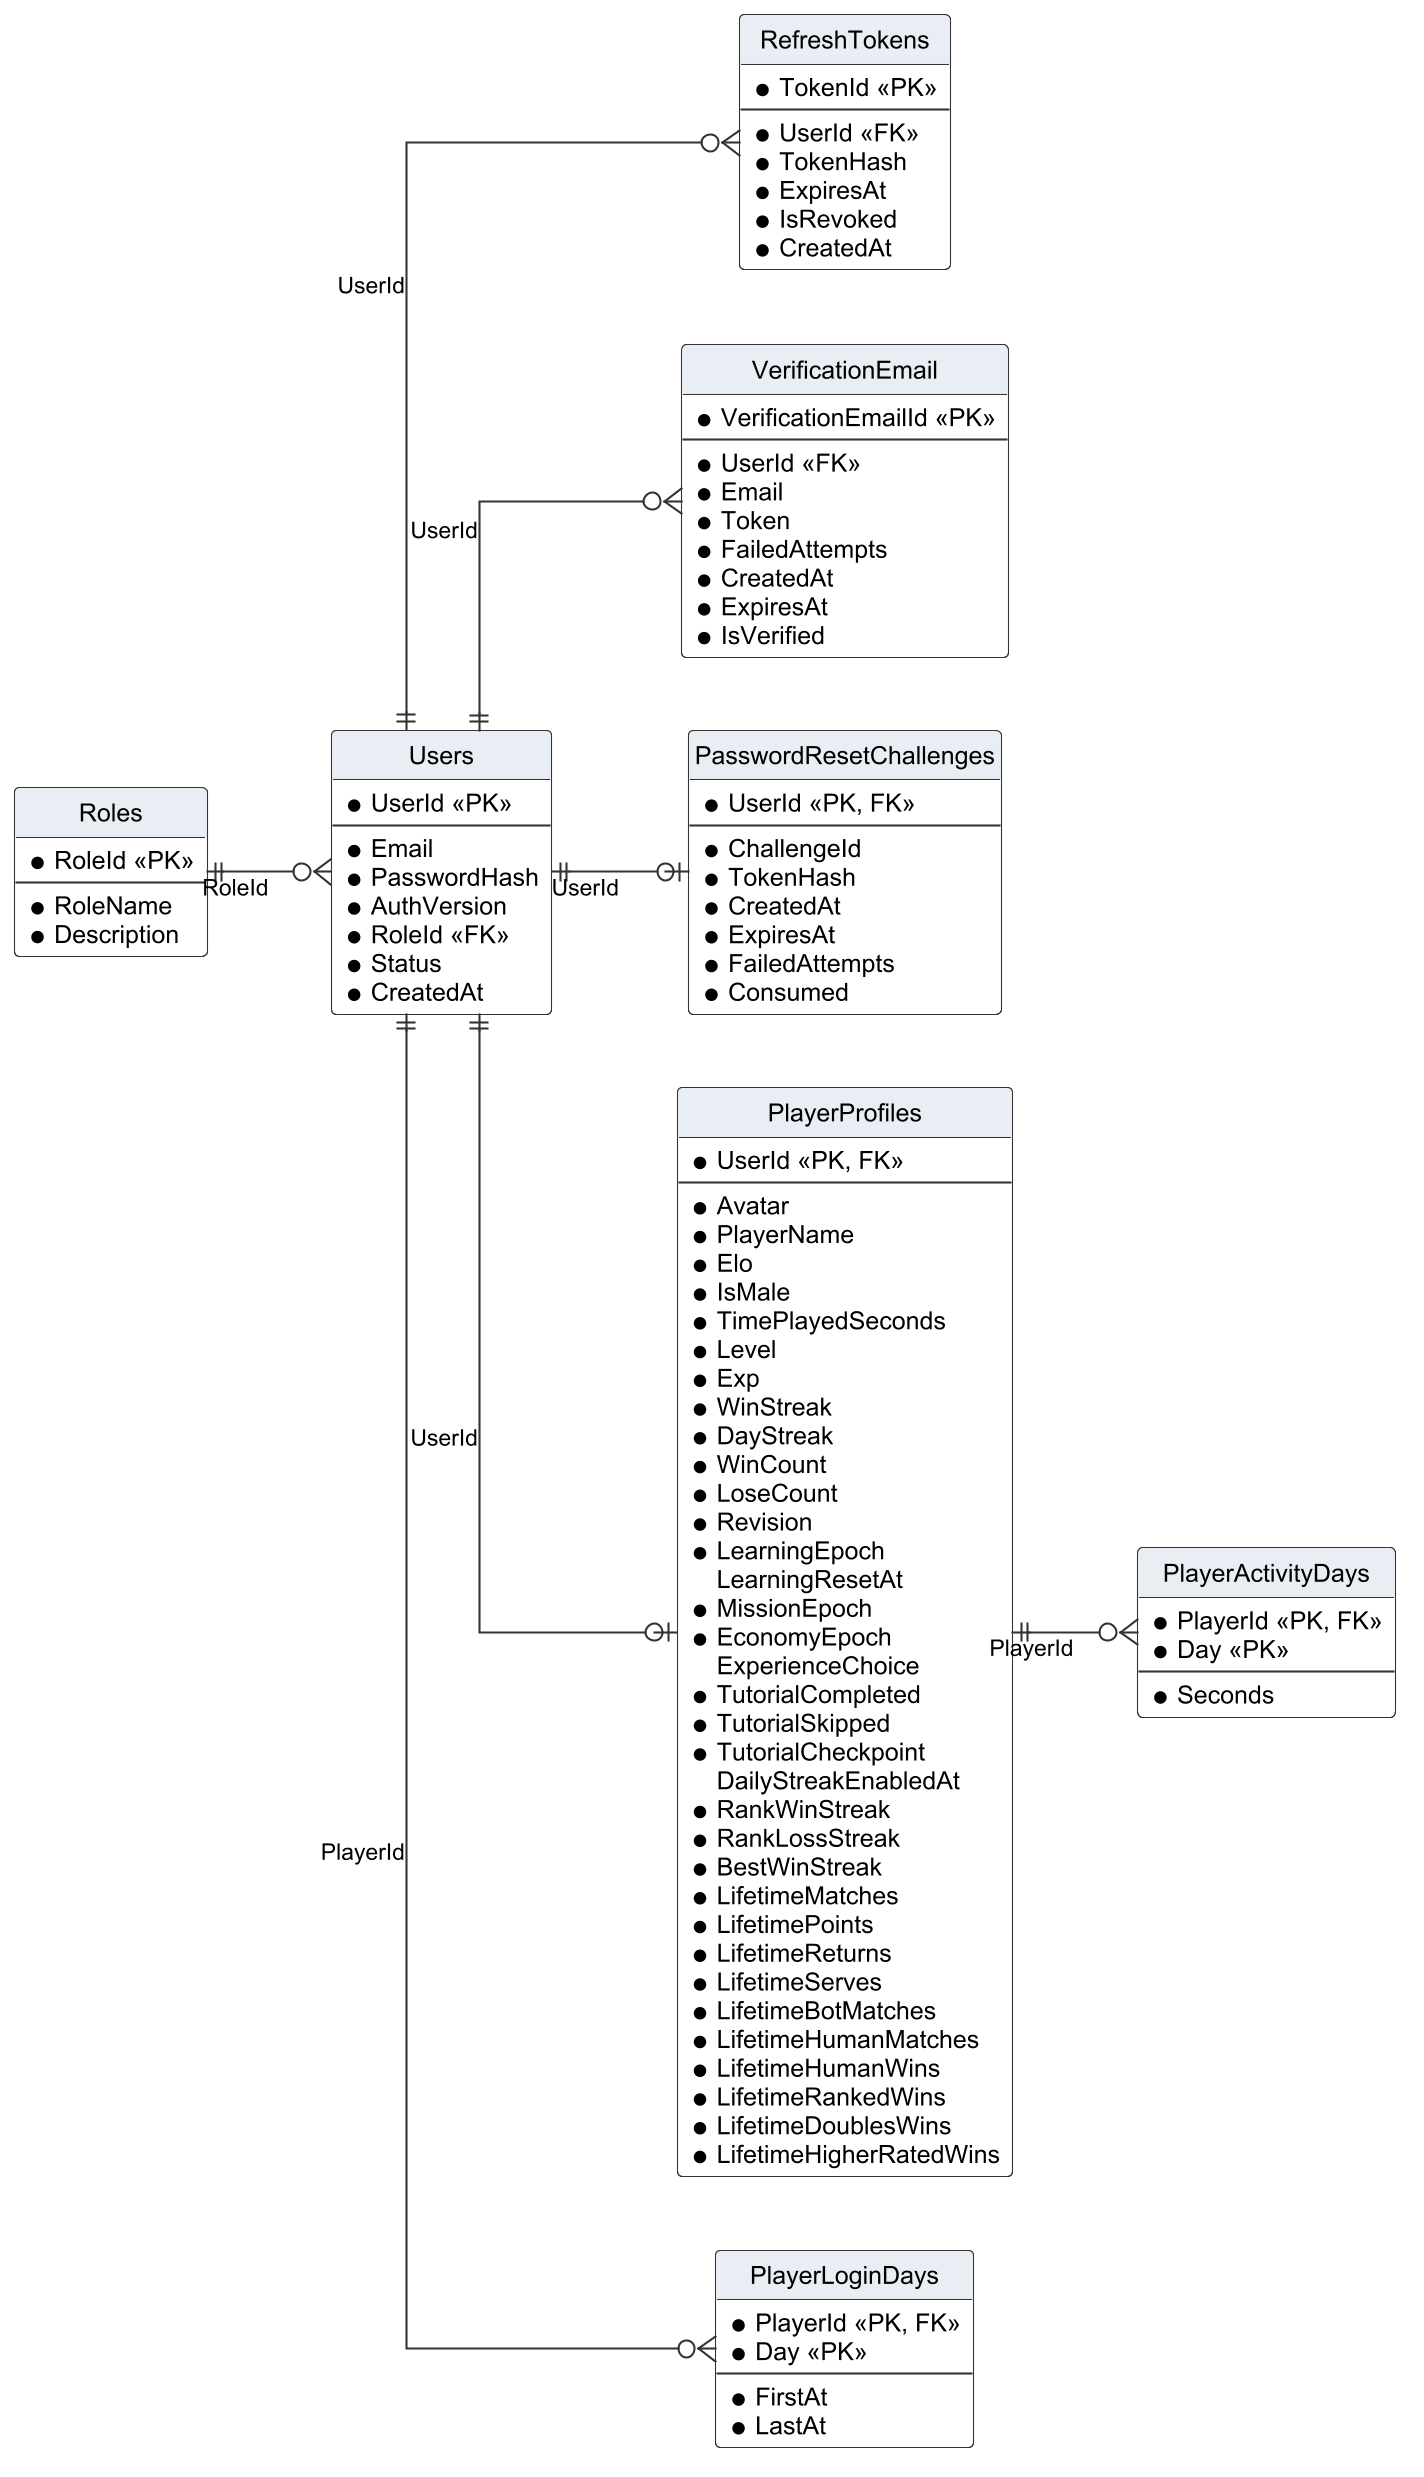 RefreshTokens
TokenId «PK»
UserId «FK»
TokenHash
ExpiresAt
IsRevoked
CreatedAt
UserId
VerificationEmail
VerificationEmailId «PK»
UserId «FK»
Email
Token
FailedAttempts
CreatedAt
ExpiresAt
IsVerified
UserId
Roles
RoleId «PK»
RoleName
Description
RoleId
Users
UserId «PK»
Email
PasswordHash
AuthVersion
RoleId «FK»
Status
CreatedAt
UserId
PasswordResetChallenges
UserId «PK, FK»
ChallengeId
TokenHash
CreatedAt
ExpiresAt
FailedAttempts
Consumed
UserId
PlayerProfiles
UserId «PK, FK»
Avatar
PlayerName
Elo
IsMale
TimePlayedSeconds
Level
Exp
WinStreak
DayStreak
WinCount
LoseCount
Revision
LearningEpoch
LearningResetAt
MissionEpoch
EconomyEpoch
ExperienceChoice
TutorialCompleted
TutorialSkipped
TutorialCheckpoint
DailyStreakEnabledAt
RankWinStreak
RankLossStreak
BestWinStreak
LifetimeMatches
LifetimePoints
LifetimeReturns
LifetimeServes
LifetimeBotMatches
LifetimeHumanMatches
LifetimeHumanWins
LifetimeRankedWins
LifetimeDoublesWins
LifetimeHigherRatedWins
PlayerId
PlayerActivityDays
PlayerId «PK, FK»
Day «PK»
Seconds
PlayerId
PlayerLoginDays
PlayerId «PK, FK»
Day «PK»
FirstAt
LastAt